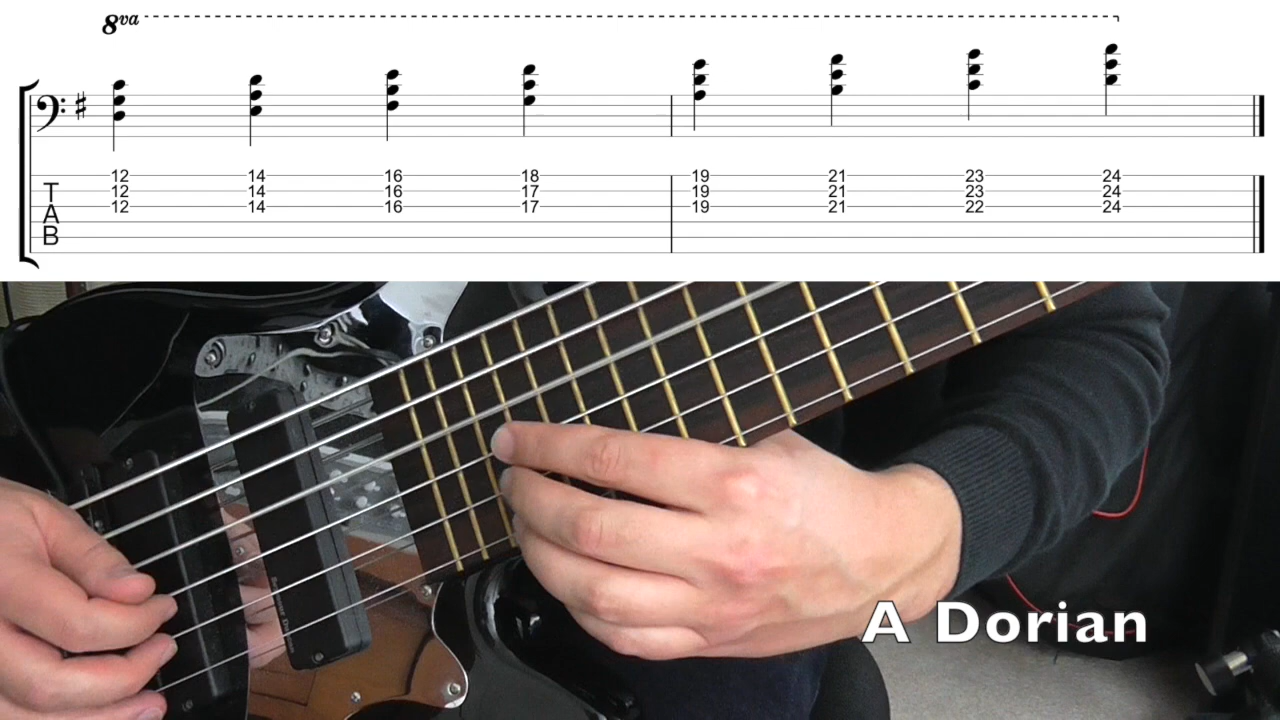 8va
12 14 16 18 19 21 23 24
T 12 14 16 17 19 21 23 24
A 12 14 16 17 19 21 22 24
B
A Dorian